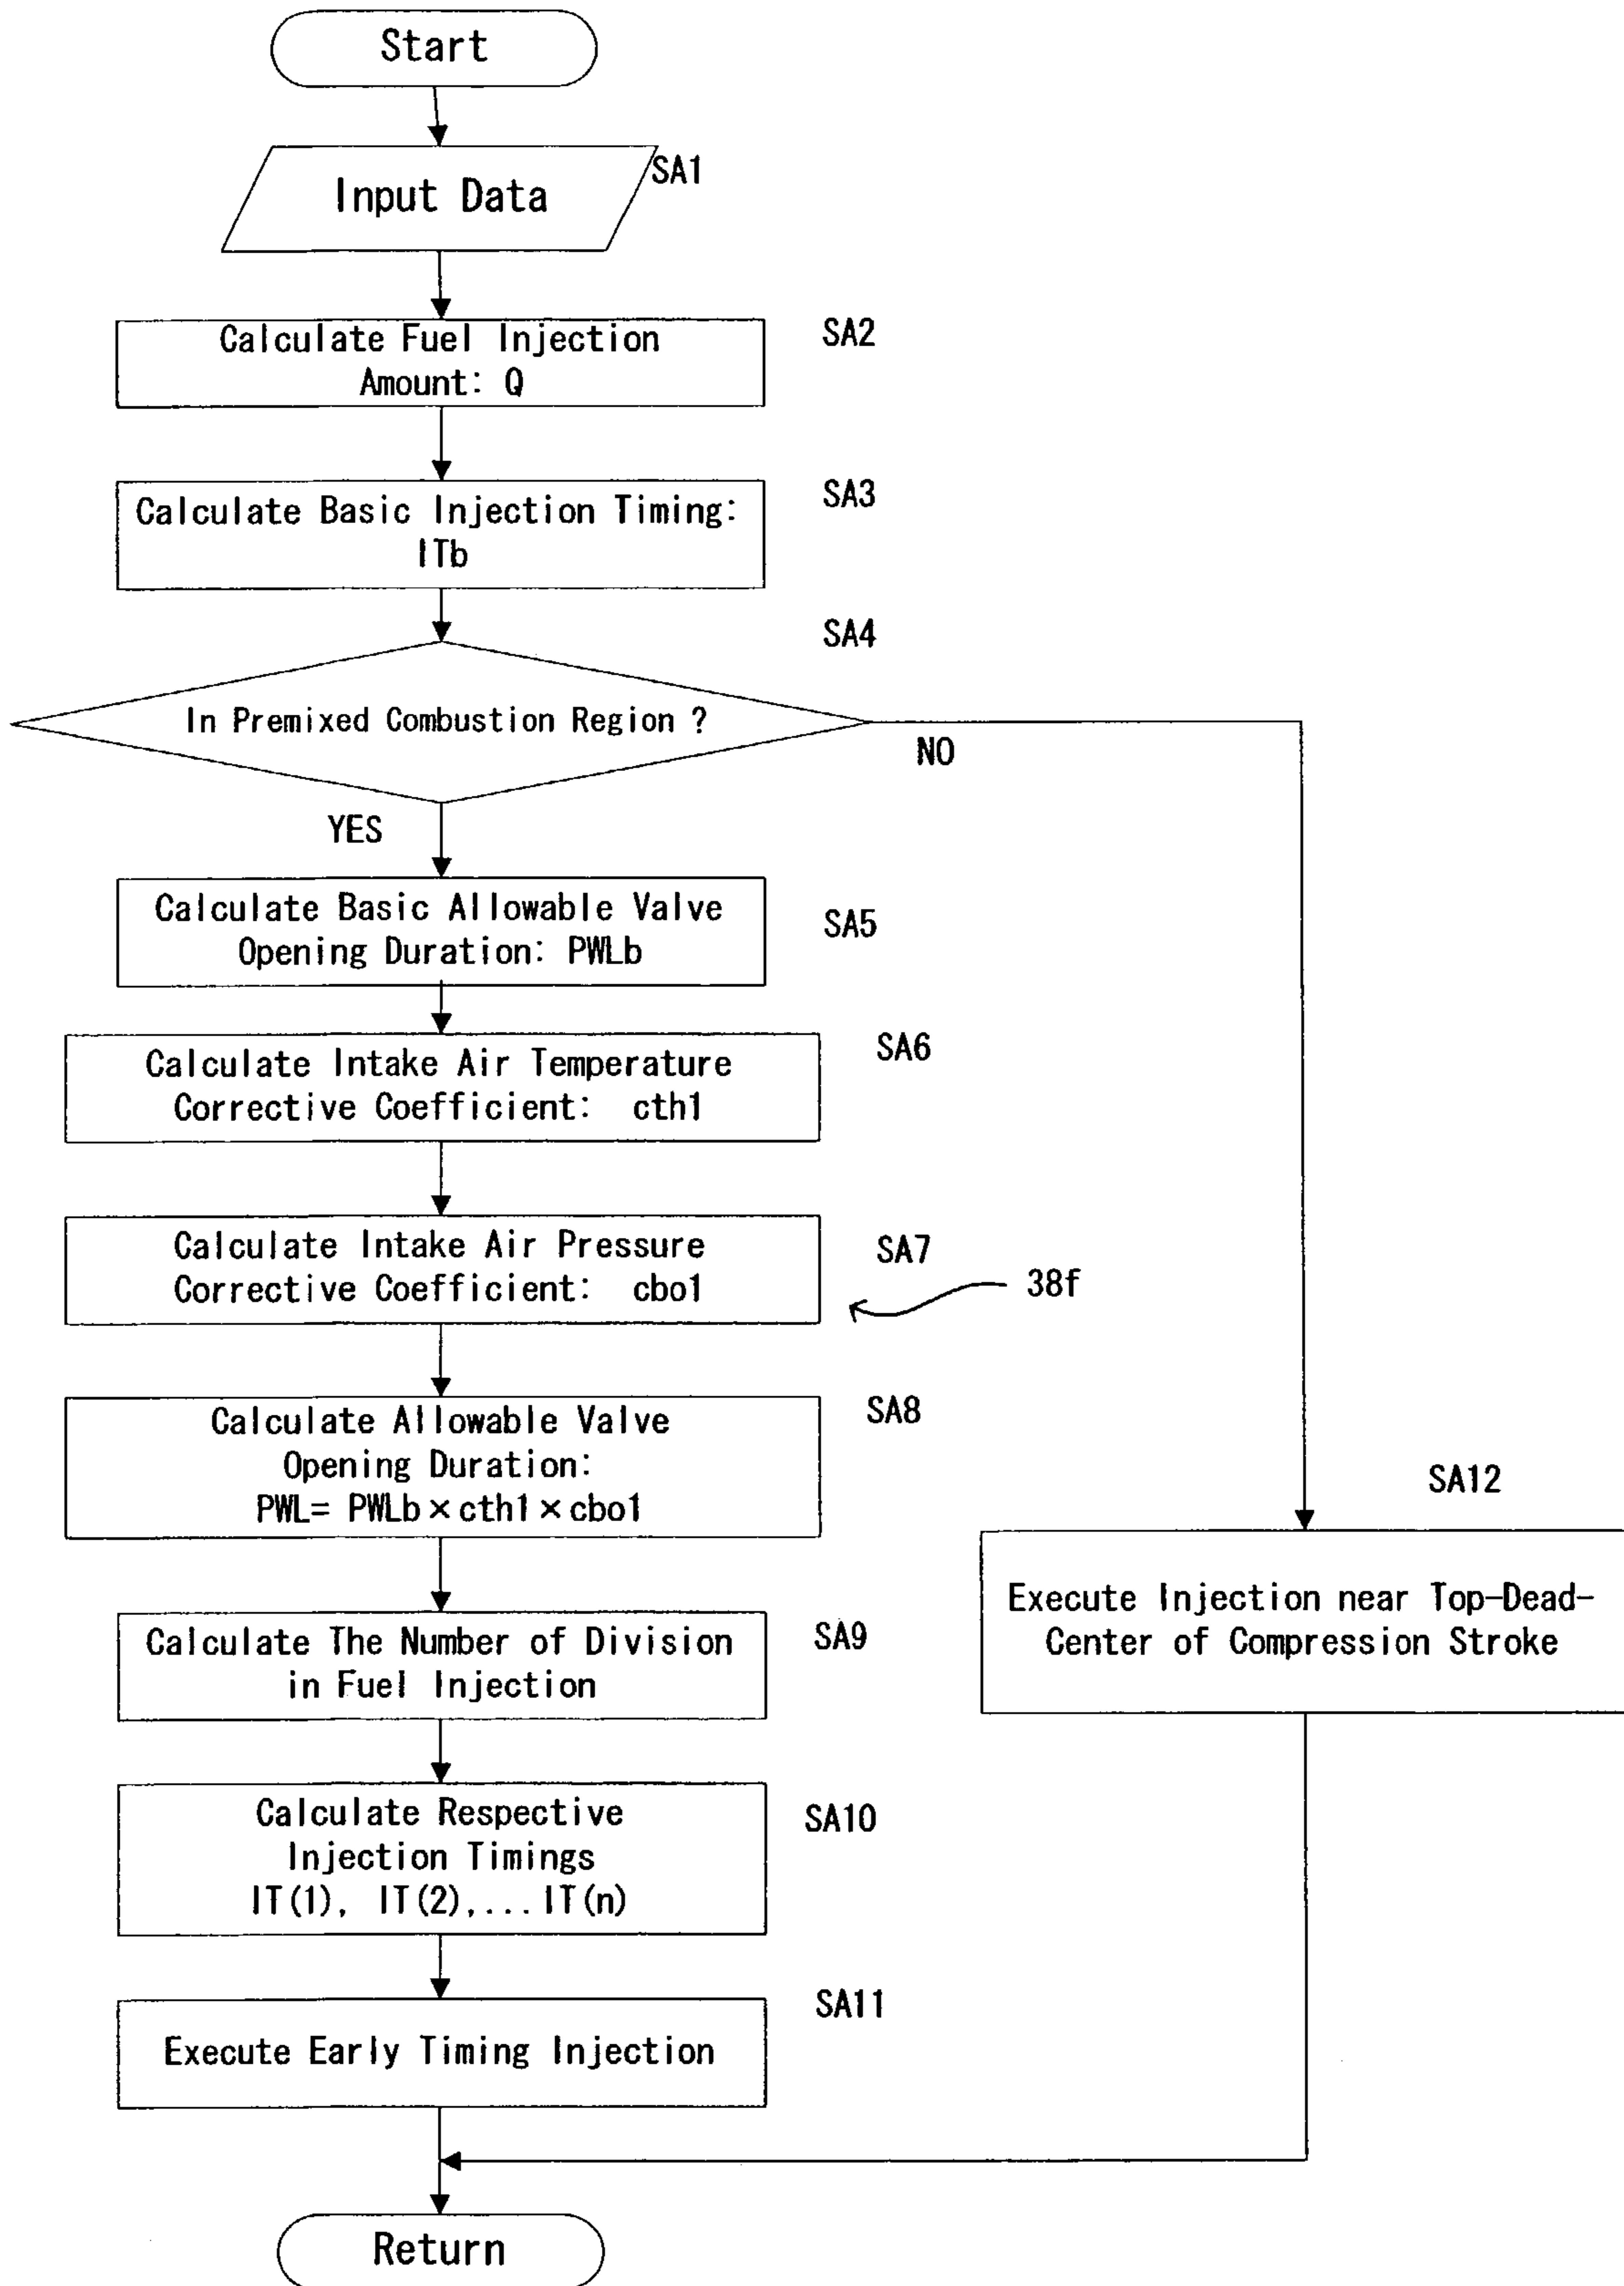 Start
Input Data
SA1
Calculate Fuel Injection
Amount: Q
SA2
Calculate Basic Injection Timing:
ITb
SA3
SA4
In Premixed Combustion Region ?
NO
YES
Calculate Basic Allowable Valve
Opening Duration: PWLb
SA5
Calculate Intake Air Temperature
Corrective Coefficient: cth1
SA6
Calculate Intake Air Pressure
Corrective Coefficient: cbo1
SA7
38f
Calculate Allowable Valve
Opening Duration:
PWL= PWLb×cth1×cbo1
SA8
SA12
Execute Injection near Top-Dead-
Center of Compression Stroke
Calculate The Number of Division
in Fuel Injection
SA9
Calculate Respective
Injection Timings
IT(1), IT(2),...IT(n)
SA10
Execute Early Timing Injection
SA11
Return